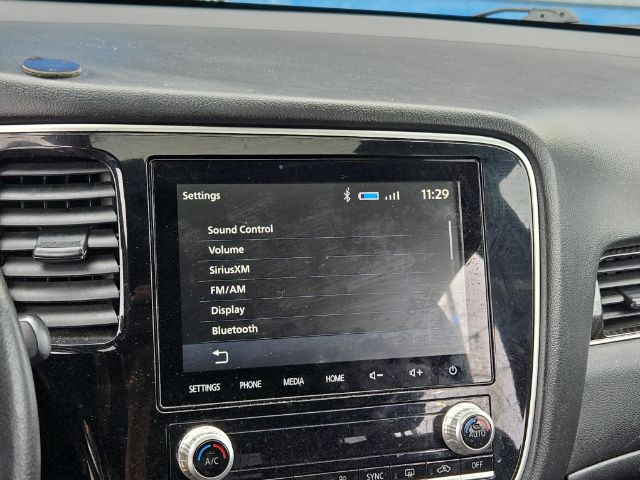 Settings 11:29
Sound Control
Volume
SiriusXM
FM/AM
Display
Bluetooth
SETTINGS PHONE MEDIA HOME
A/C AUTO
SYNC OFF